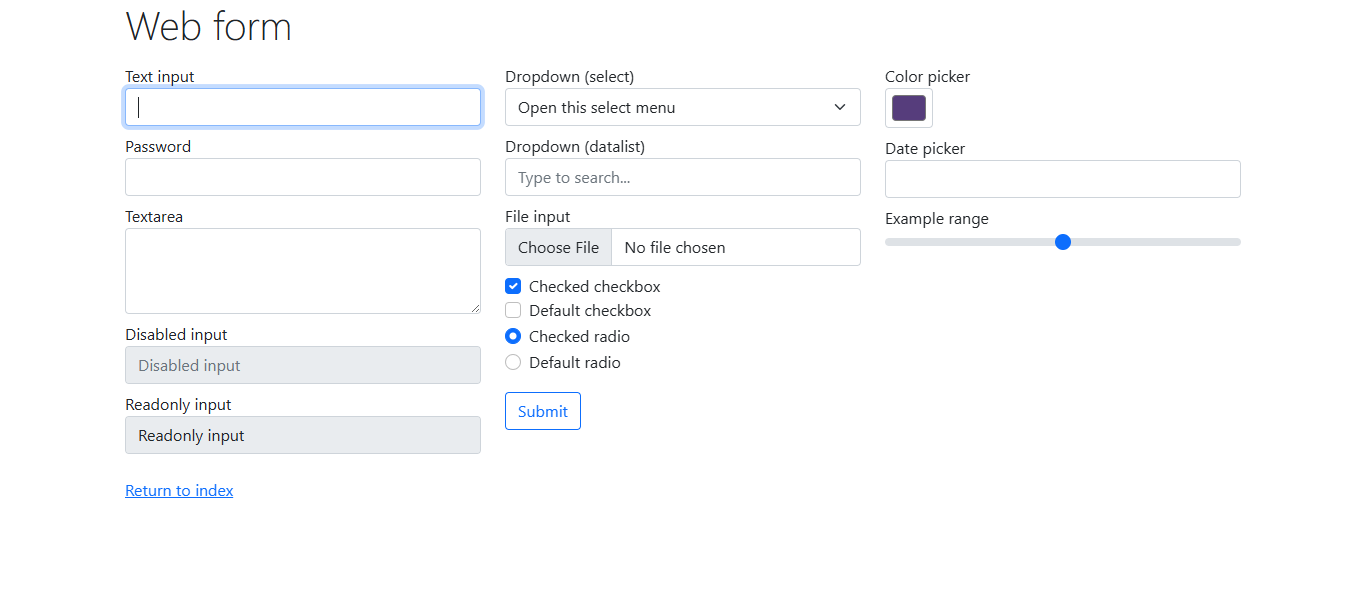 Web form
Text input
Password
Textarea
Disabled input
Disabled input
Readonly input
Readonly input
Return to index
Dropdown (select)
Open this select menu
Dropdown (datalist)
Type to search...
File input
Choose File No file chosen
Checked checkbox
Default checkbox
Checked radio
Default radio
Submit
Color picker
Date picker
Example range